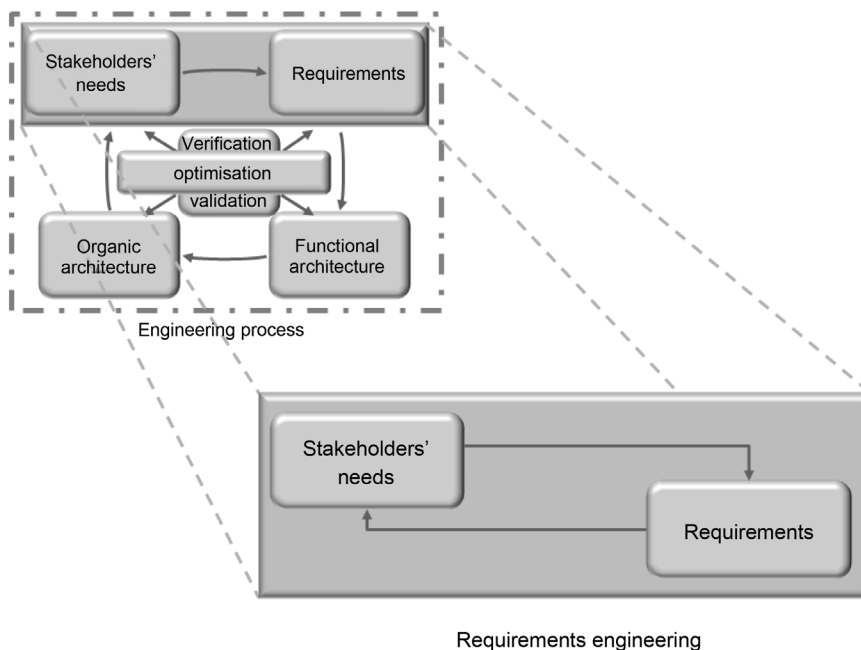 Stakeholders'
needs
Requirements
Verification
optimisation
validation
Organic
architecture
Functional
architecture
Engineering process
Stakeholders'
needs
Requirements
Requirements engineering